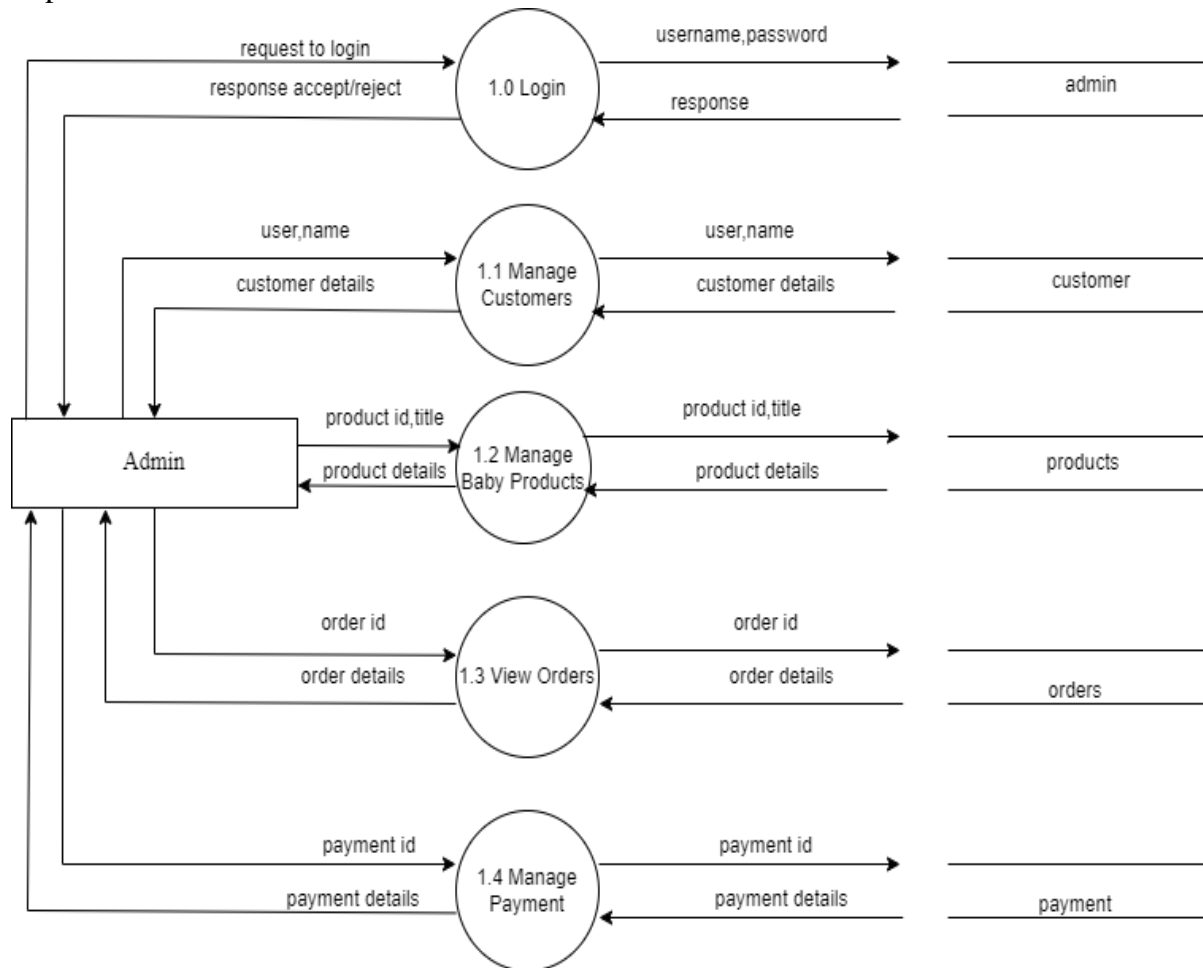 request to login
username,password
1.0 Login
admin
response accept/reject
response
user,name
user,name
1.1 Manage
Customers
customer details
customer details
customer
product id,title
product id,title
1.2 Manage
Baby Products
Admin
product details
product details
products
order id
order id
1.3 View Orders
order details
order details
orders
payment id
payment id
1.4 Manage
Payment
payment details
payment details
payment